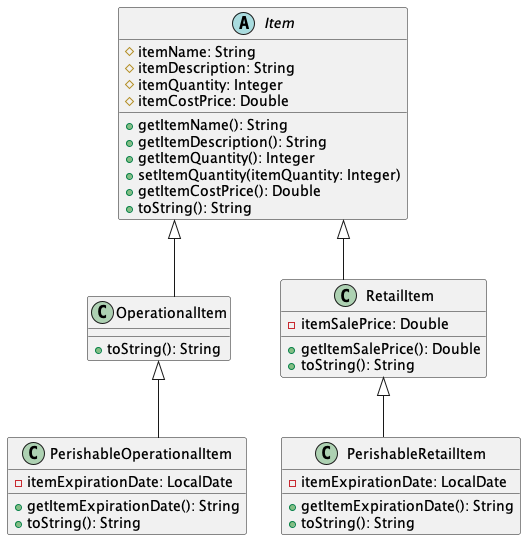 A Item
itemName: String
itemDescription: String
itemQuantity: Integer
itemCostPrice: Double
getItemName(): String
getItemDescription(): String
getItemQuantity(): Integer
setItemQuantity(itemQuantity: Integer)
getItemCostPrice(): Double
toString(): String
C OperationalItem
toString(): String
C RetailItem
itemSalePrice: Double
getItemSalePrice(): Double
toString(): String
C PerishableOperationalItem
itemExpirationDate: LocalDate
getItemExpirationDate(): String
toString(): String
C PerishableRetailItem
itemExpirationDate: LocalDate
getItemExpirationDate(): String
toString(): String